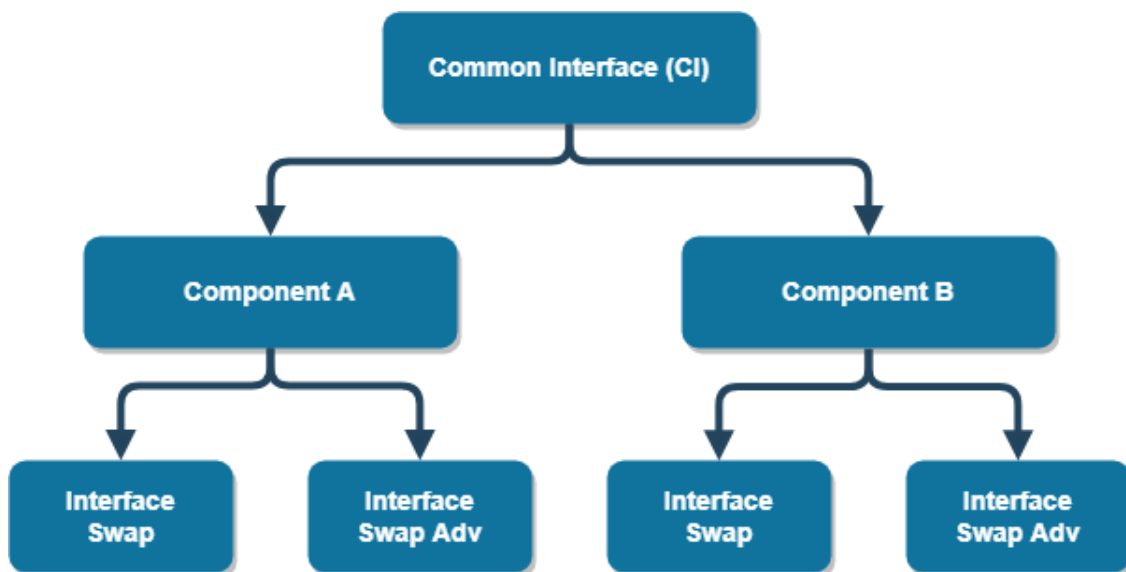 Common Interface (CI)
Component A
Component B
Interface
Swap
Interface
Swap Adv
Interface
Swap
Interface
Swap Adv